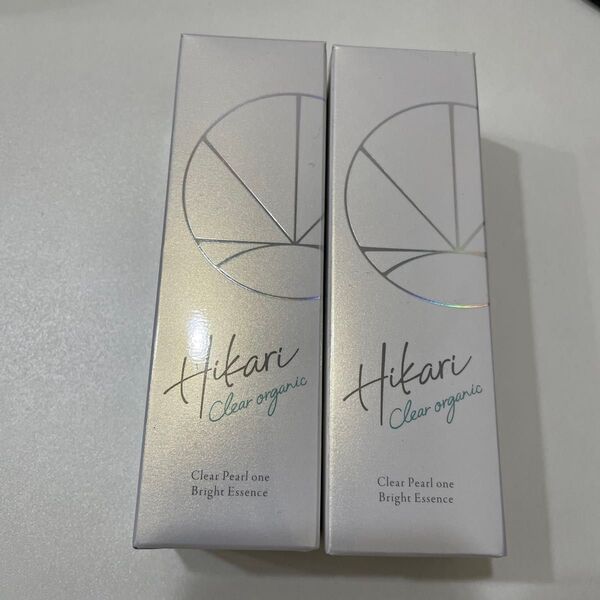 Hikari
Clear organic
Clear Pearl one
Bright Essence
Hikari
Clear organic
Clear Pearl one
Bright Essence